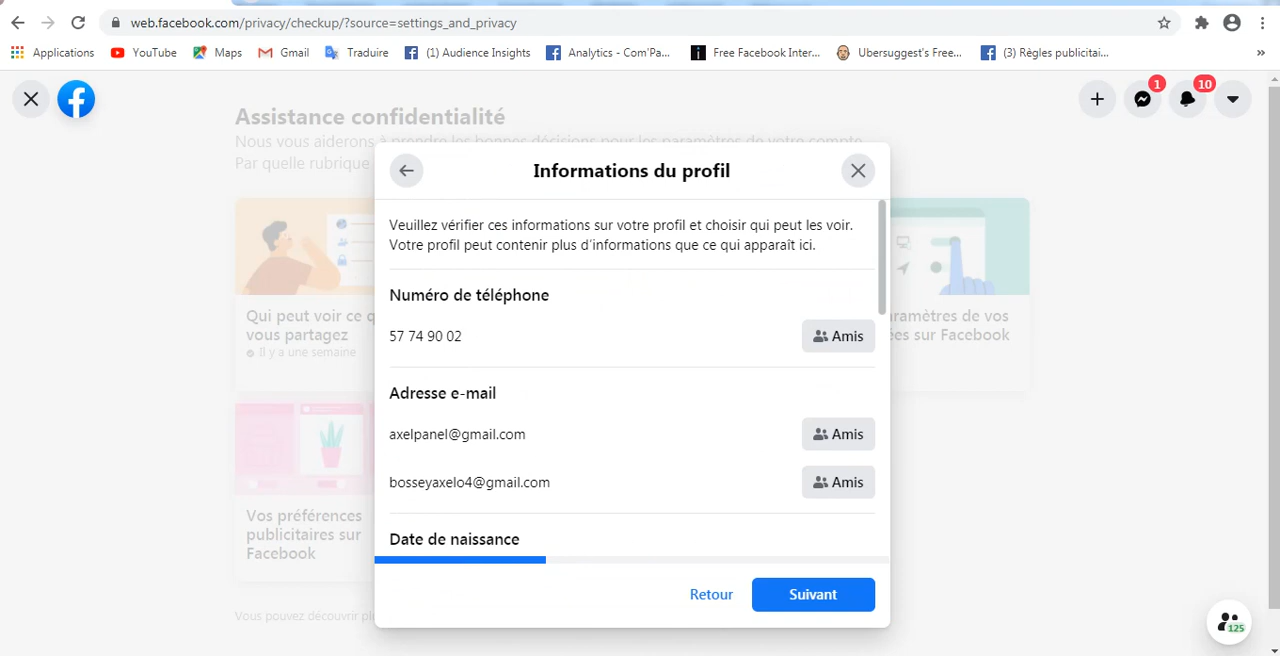 web.facebook.com/privacy/checkup/?source=settings_and_privacy
Applications
YouTube
Maps
Gmail
Traduire
(1) Audience Insights
Analytics - Com'Pa...
Free Facebook Inter...
Ubersuggest's Free...
(3) Règles publicitai...
»
1
10
Assistance confidentialité
Nous vous aiderons à prendre les bonnes décisions pour les paramètres de votre compte.
Par quelle rubrique
Informations du profil
Veuillez vérifier ces informations sur votre profil et choisir qui peut les voir.
Votre profil peut contenir plus d'informations que ce qui apparaît ici.
Numéro de téléphone
57 74 90 02
Amis
Adresse e-mail
axelpanel@gmail.com
Amis
bosseyaxelo4@gmail.com
Amis
Date de naissance
Retour
Suivant
Qui peut voir ce q
vous partagez
Il y a une semaine
ramètres de vos
ées sur Facebook
Vos préférences
publicitaires sur
Facebook
Vous pouvez découvrir pl
125